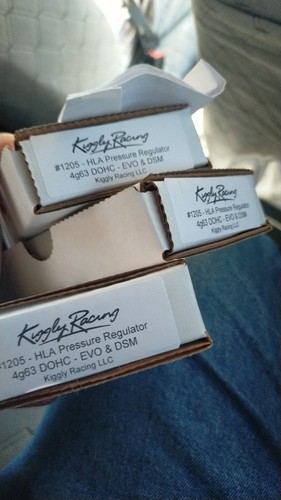 Kiggly Racing
#1205 - HLA Pressure Regulator
4g63 DOHC - EVO & DSM
Kiggly Racing LLC
Kiggly Racing
#1205 - HLA Pressure Regulator
4g63 DOHC - EVO & DSM
Kiggly Racing LLC
Kiggly Racing
1205 - HLA Pressure Regulator
4g63 DOHC - EVO & DSM
Kiggly Racing LLC